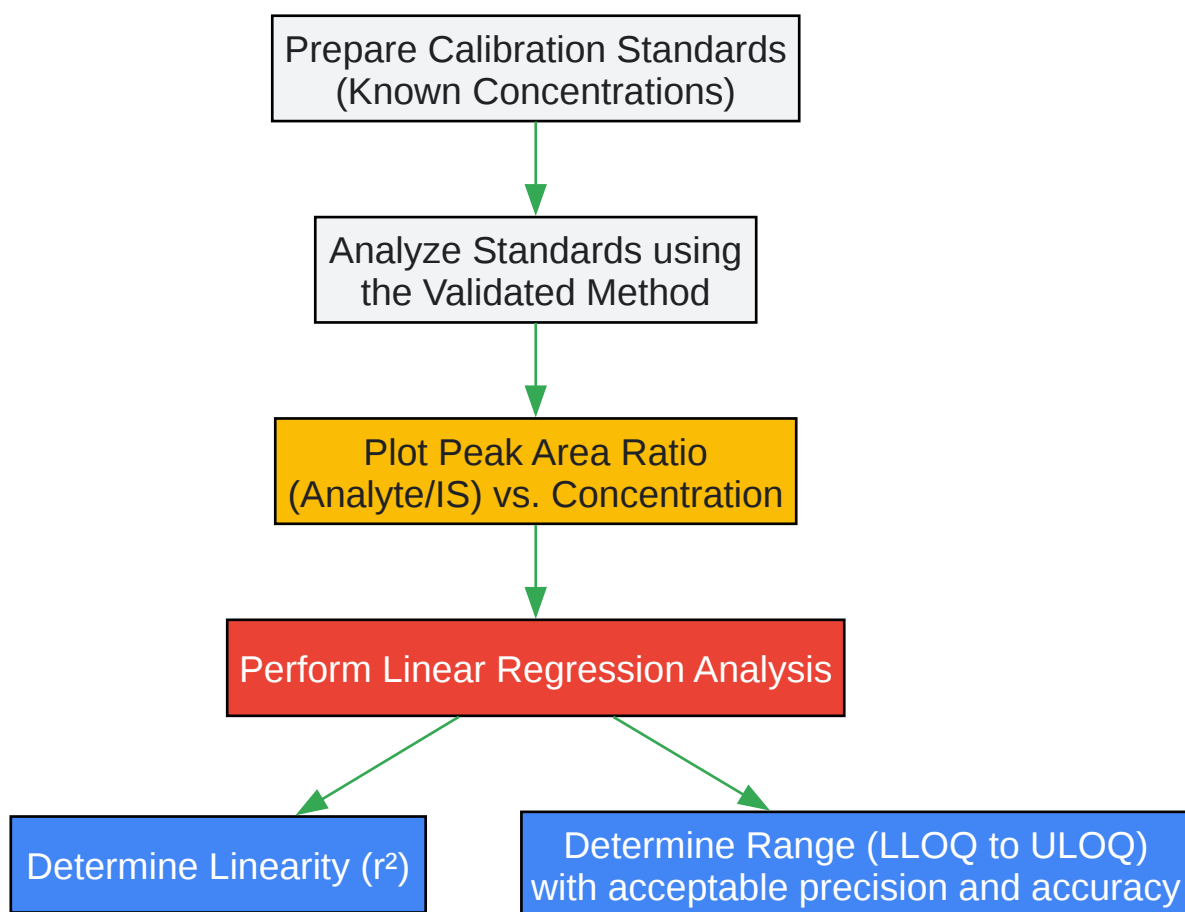 Prepare Calibration Standards
(Known Concentrations)
Analyze Standards using
the Validated Method
Plot Peak Area Ratio
(Analyte/IS) vs. Concentration
Perform Linear Regression Analysis
Determine Linearity (r²)
Determine Range (LLOQ to ULOQ)
with acceptable precision and accuracy